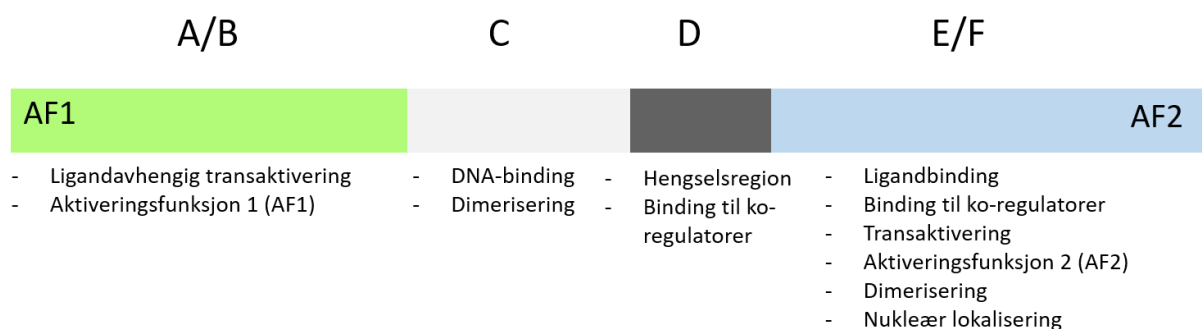 A/B
C
D
E/F
AF1
AF2
- Ligandavhengig transaktivering
- Aktiveringsfunksjon 1 (AF1)
- DNA-binding
- Dimerisering
- Hengselsregion
- Binding til ko-
regulatorer
- Ligandbinding
- Binding til ko-regulatorer
- Transaktivering
- Aktiveringsfunksjon 2 (AF2)
- Dimerisering
- Nukleær lokalisering